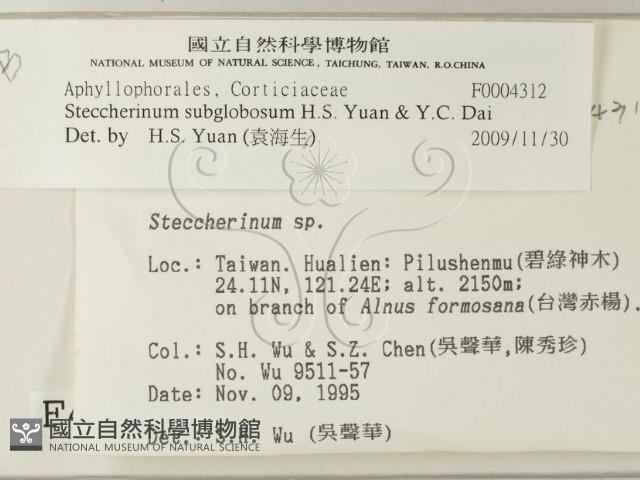 國立自然科學博物館
NATIONAL MUSEUM OF NATURAL SCIENCE, TAICHUNG, TAIWAN, R.O.CHINA
Aphyllophorales, Corticiaceae F0004312
Steccherinum subglobosum H.S. Yuan & Y.C. Dai
Det. by H.S. Yuan (袁海生) 2009/11/30
Steccherinum sp.
Loc.: Taiwan. Hualien: Pilushenmu(碧綠神木)
24.11N, 121.24E; alt. 2150m;
on branch of Alnus formosana(台灣赤楊).
Col.: S.H. Wu & S.Z. Chen(吳聲華,陳秀珍)
No. Wu 9511-57
Date: Nov. 09, 1995
Det.: S.H. Wu (吳聲華)
國立自然科學博物館
NATIONAL MUSEUM OF NATURAL SCIENCE